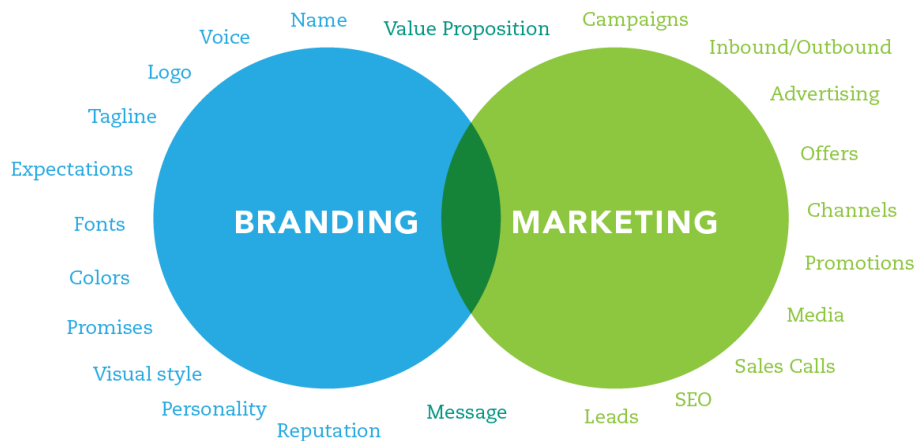 Name
Value Proposition
Campaigns
Voice
Inbound/Outbound
Logo
Advertising
Tagline
Offers
Expectations
Channels
Fonts
BRANDING
MARKETING
Promotions
Colors
Media
Promises
Sales Calls
Visual style
SEO
Personality
Message
Leads
Reputation